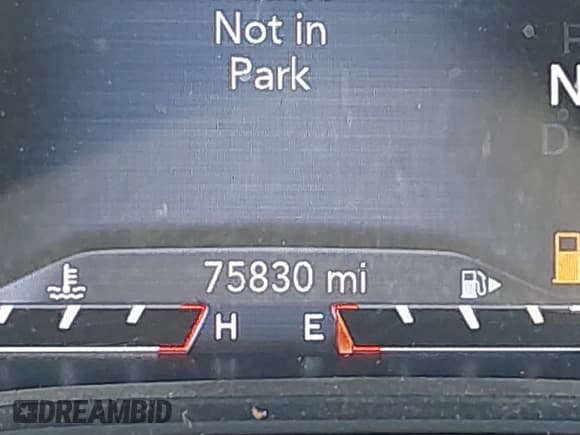 Not in
Park
N
D
75830 mi
H
E
DREAMBID